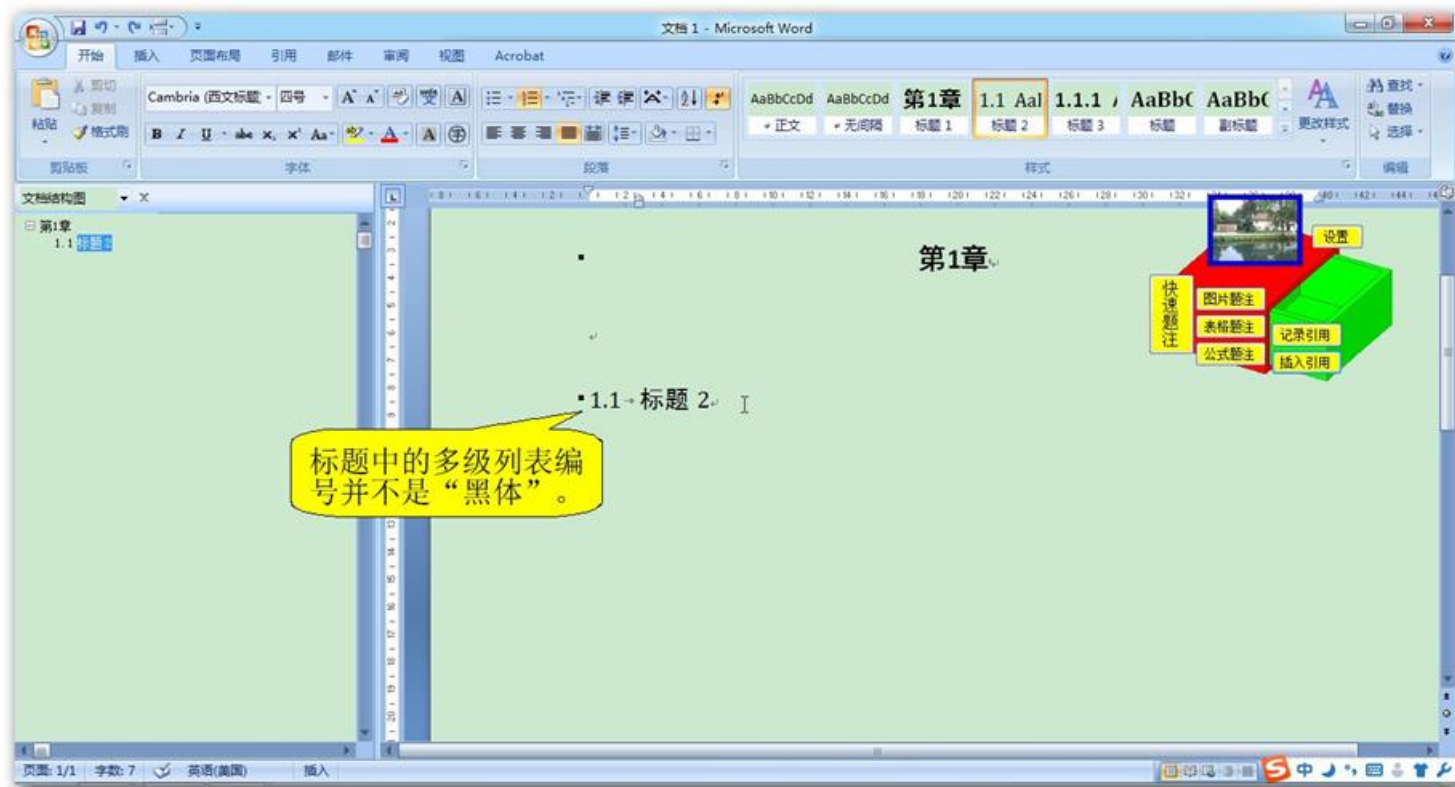 文档 1 - Microsoft Word
开始 插入 页面布局 引用 邮件 审阅 视图 Acrobat
剪切
复制
粘贴
格式刷
剪贴板
Cambria (西文标题 四号
B I U abe x, x' Aa A
字体
段落
AaBbCcDd AaBbCcDd 第1章 1.1 Aal 1.1.1 AaBb( AaBb(
正文 无间隔 标题 1 标题 2 标题 3 标题 副标题
更改样式
样式
查找
替换
选择
编辑
文档结构图
第1章
1.1 标题 2
第1章
1.1 标题 2
标题中的多级列表编
号并不是“黑体”。
设置
快速题注
图片题注
表格题注
公式题注
记录引用
插入引用
页面: 1/1 字数: 7 英语(美国) 插入
中